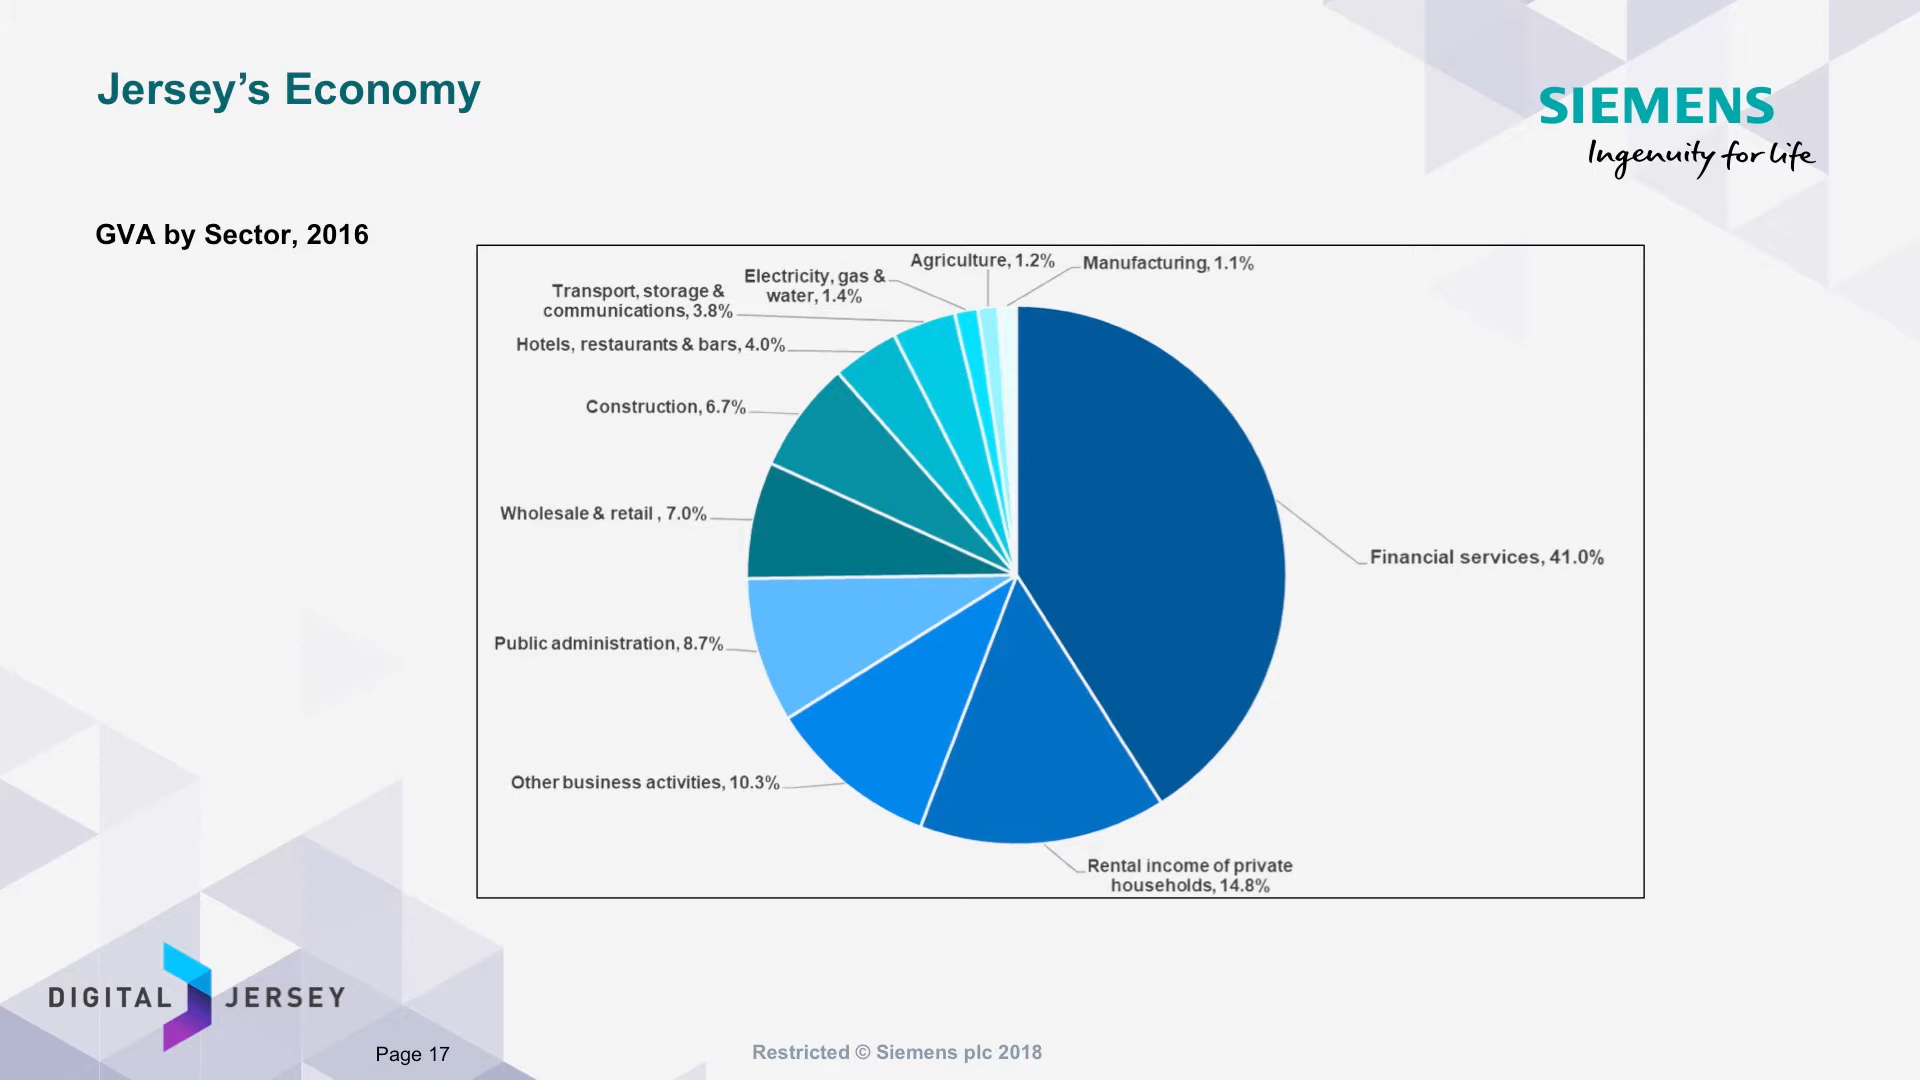 Jersey’s Economy
SIEMENS
Ingenuity for life
GVA by Sector, 2016
Agriculture, 1.2%
Manufacturing, 1.1%
Electricity, gas &
water, 1.4%
Transport, storage &
communications, 3.8%
Hotels, restaurants & bars, 4.0%
Construction, 6.7%
Wholesale & retail , 7.0%
Financial services, 41.0%
Public administration, 8.7%
Other business activities, 10.3%
Rental income of private
households, 14.8%
DIGITAL JERSEY
Page 17
Restricted © Siemens plc 2018